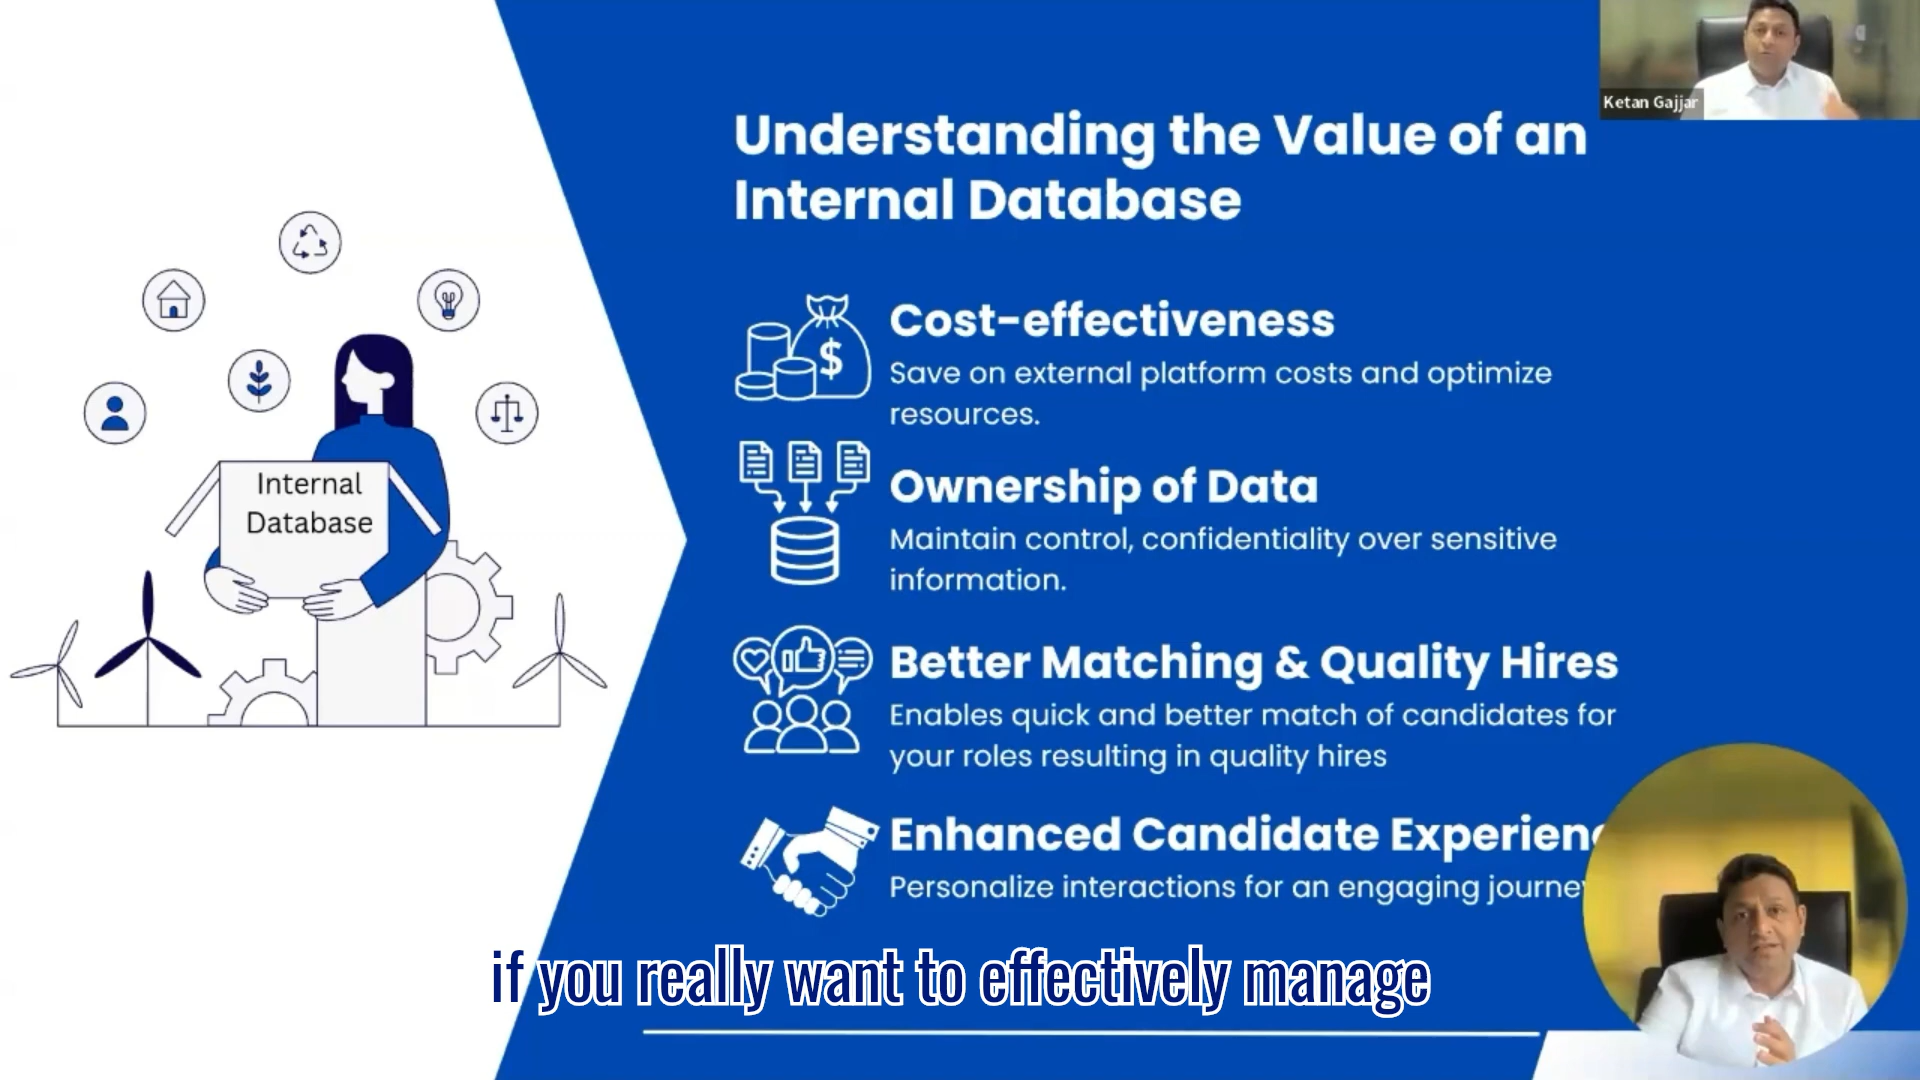 Ketan Gajjar
Understanding the Value of an
Internal Database
Cost-effectiveness
Save on external platform costs and optimize
resources.
Ownership of Data
Maintain control, confidentiality over sensitive
information.
Better Matching & Quality Hires
Enables quick and better match of candidates for
your roles resulting in quality hires
Enhanced Candidate
Personalize interactions for an engaging
Internal
Database
if you really want to effectively manage